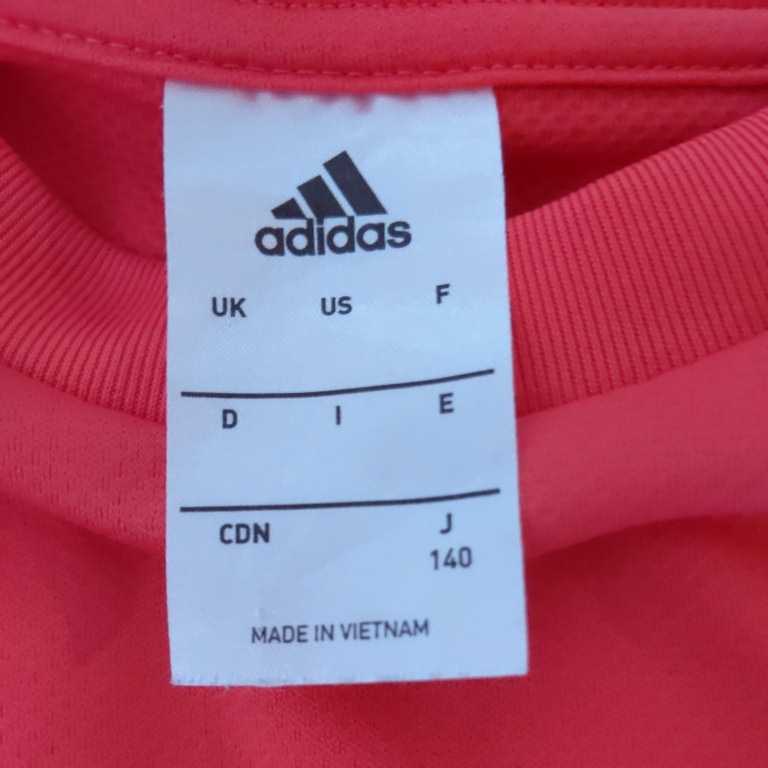 adidas
UK US F
D I E
CDN J
140
MADE IN VIETNAM